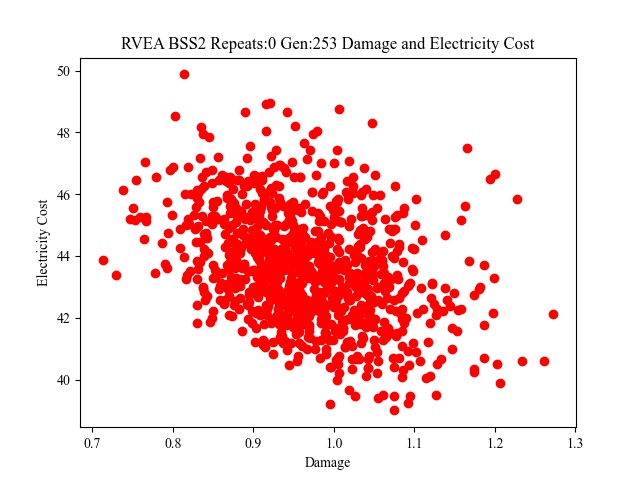 RVEA BSS2 Repeats:0 Gen:253 Damage and Electricity Cost
50
48
46
44
42
40
Electricity Cost
0.7 0.8 0.9 1.0 1.1 1.2 1.3
Damage